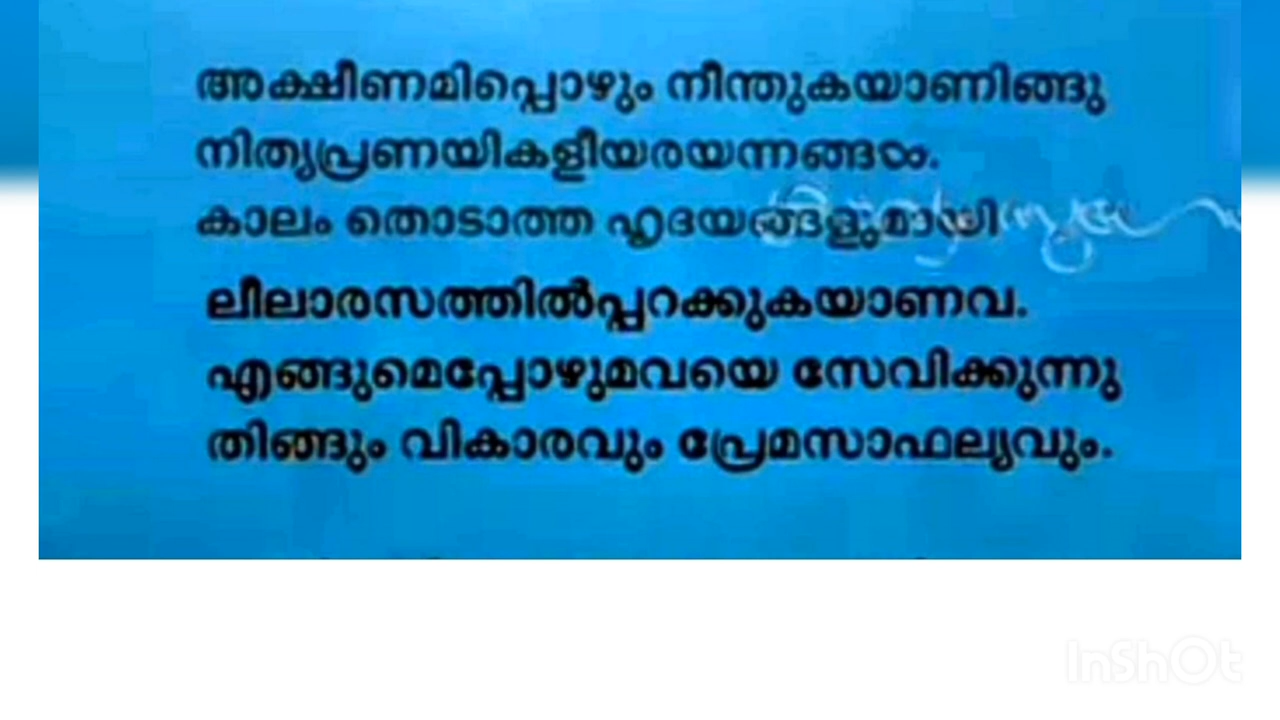 അക്ഷീണമിപ്പൊഴും നീന്തുകയാണിങ്ങു
നിത്യപ്രണയികളീയരയന്നങ്ങൾ.
കാലം തൊടാത്ത ഹൃദയങ്ങളുമായി
ലീലാരസത്തിൽപ്പറക്കുകയാണവ.
എങ്ങുമെപ്പോഴുമവയെ സേവിക്കുന്നു
തിങ്ങും വികാരവും പ്രേമസാഫല്യവും.
InShOt